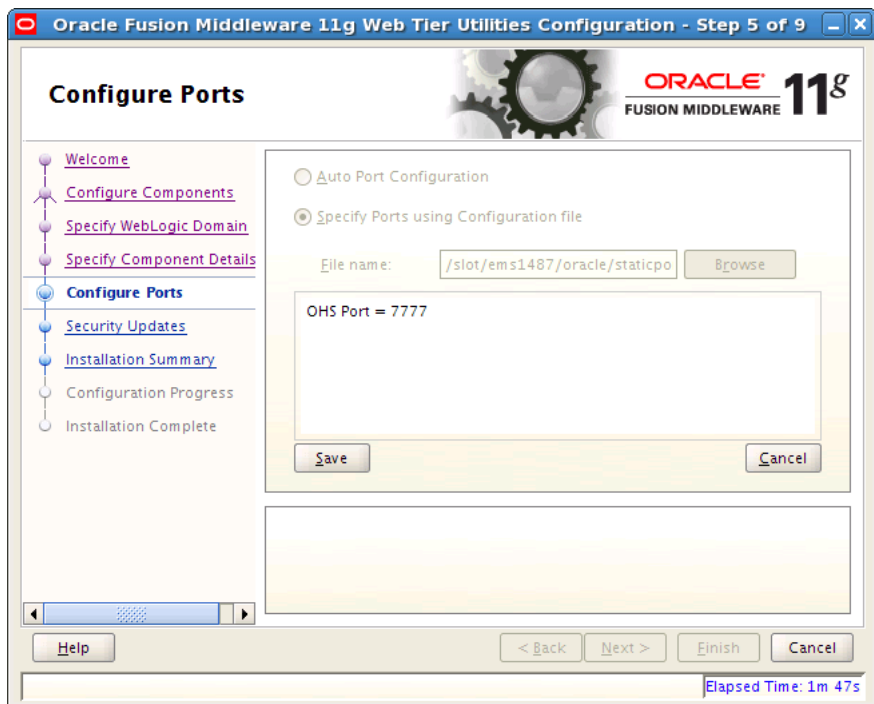 Oracle Fusion Middleware 11g Web Tier Utilities Configuration - Step 5 of 9
Configure Ports
ORACLE
FUSION MIDDLEWARE 11g
Welcome
Configure Components
Specify WebLogic Domain
Specify Component Details
Configure Ports
Security Updates
Installation Summary
Configuration Progress
Installation Complete
Auto Port Configuration
Specify Ports using Configuration file
File name: /slot/ems1487/oracle/staticpo Browse
OHS Port = 7777
Save Cancel
Help < Back Next > Finish Cancel
Elapsed Time: 1m 47s